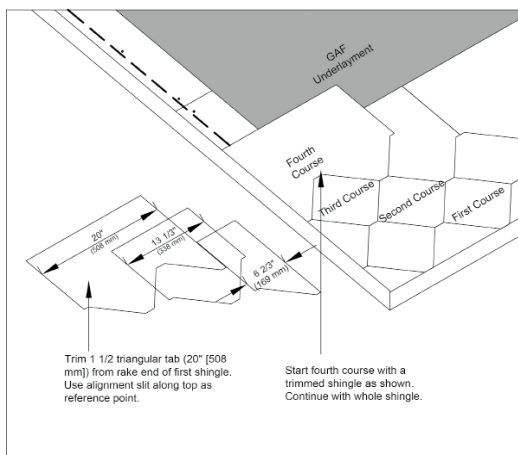 GAF
Underlayment
Fourth
Course
Third Course
Second Course
First Course
20"
(508 mm)
13 1/3"
(338 mm)
6 2/3"
(169 mm)
Trim 1 1/2 triangular tab (20" [508
mm]) from rake end of first shingle.
Use alignment slit along top as
reference point.
Start fourth course with a
trimmed shingle as shown.
Continue with whole shingle.